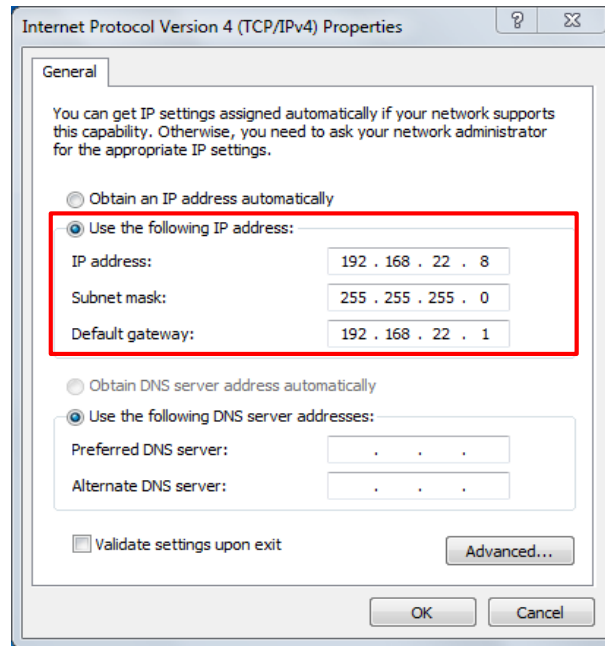 Internet Protocol Version 4 (TCP/IPv4) Properties
General
You can get IP settings assigned automatically if your network supports
this capability. Otherwise, you need to ask your network administrator
for the appropriate IP settings.
Obtain an IP address automatically
Use the following IP address:
IP address: 192 . 168 . 22 . 8
Subnet mask: 255 . 255 . 255 . 0
Default gateway: 192 . 168 . 22 . 1
Obtain DNS server address automatically
Use the following DNS server addresses:
Preferred DNS server: . . .
Alternate DNS server: . . .
Validate settings upon exit
Advanced...
OK Cancel